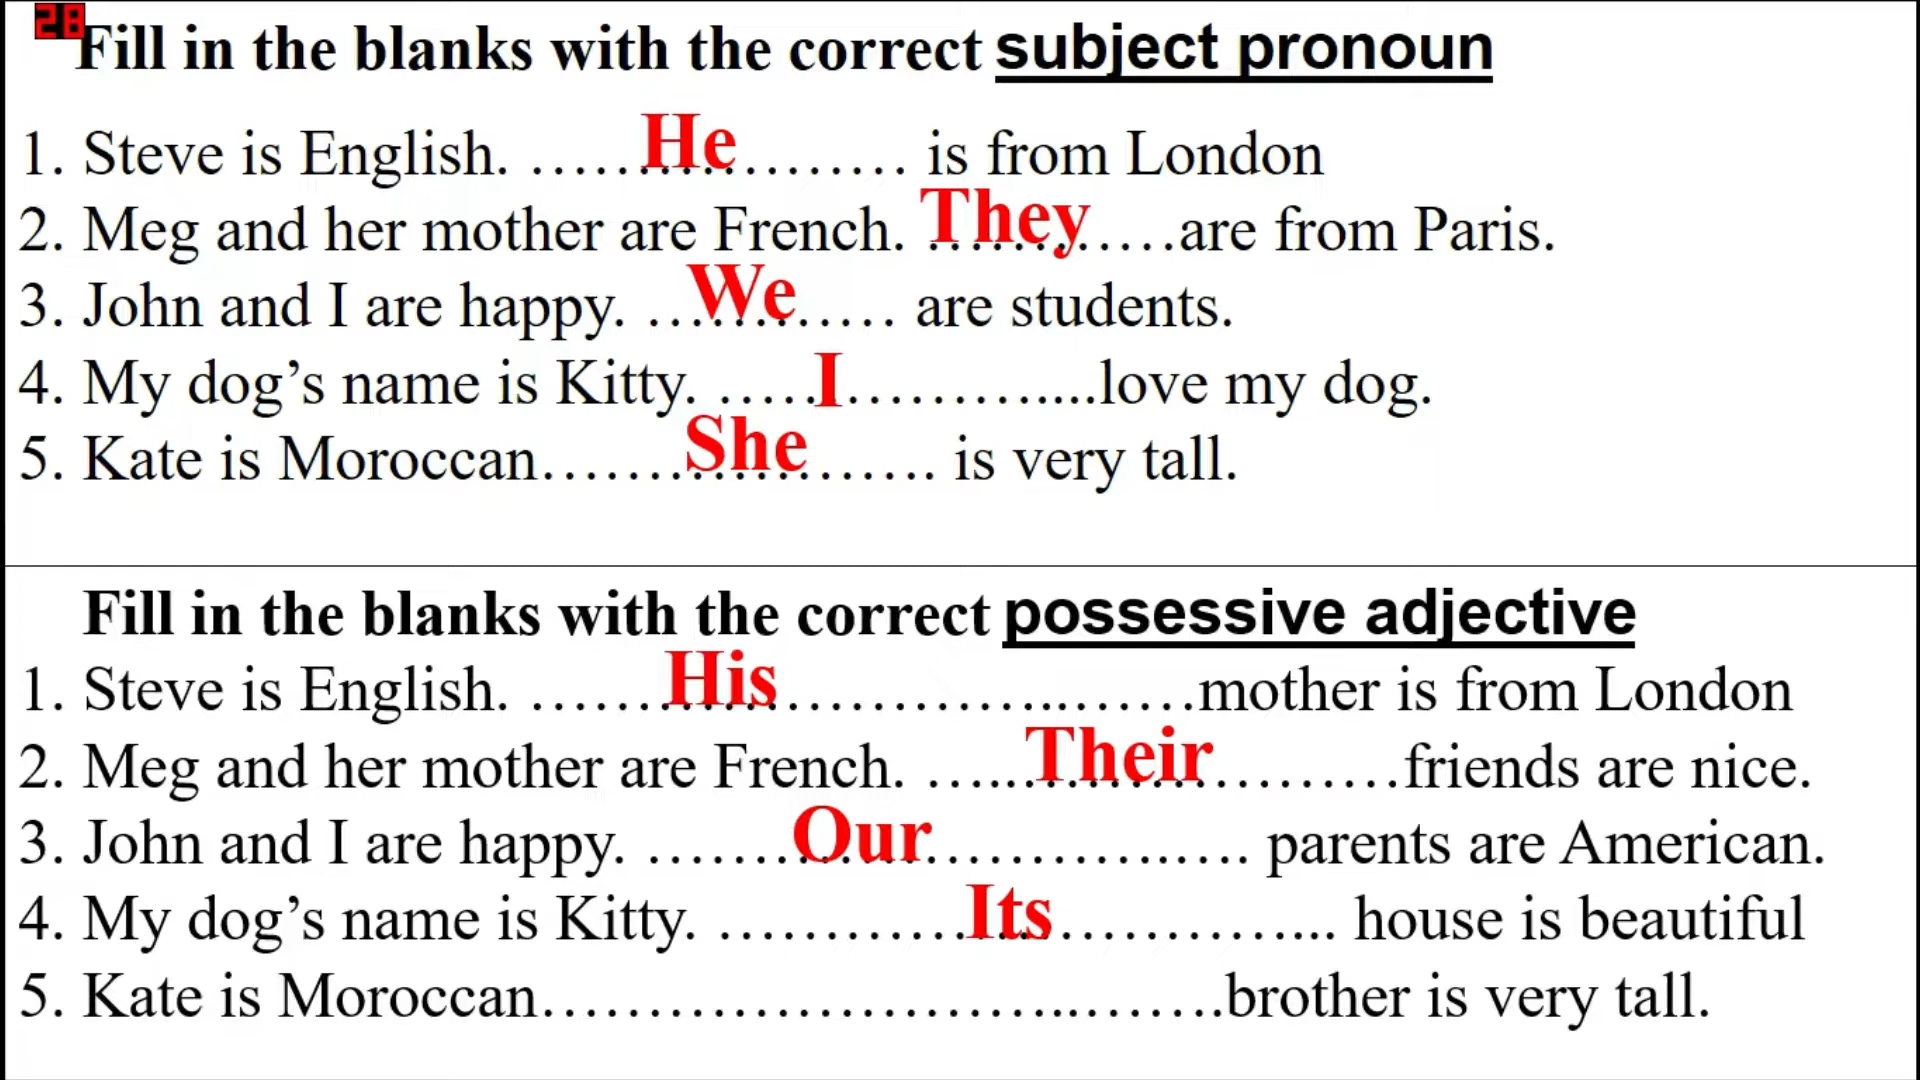 28
Fill in the blanks with the correct subject pronoun
1. Steve is English. ……He………… is from London
2. Meg and her mother are French. They…………are from Paris.
3. John and I are happy. ……We…… are students.
4. My dog’s name is Kitty. ……I…………....love my dog.
5. Kate is Moroccan………She………… is very tall.
Fill in the blanks with the correct possessive adjective
1. Steve is English. ………His……………………..……mother is from London
2. Meg and her mother are French. …..Their……………friends are nice.
3. John and I are happy. …………Our……………..…. parents are American.
4. My dog’s name is Kitty. ……………Its……………... house is beautiful
5. Kate is Moroccan……………………………..……brother is very tall.